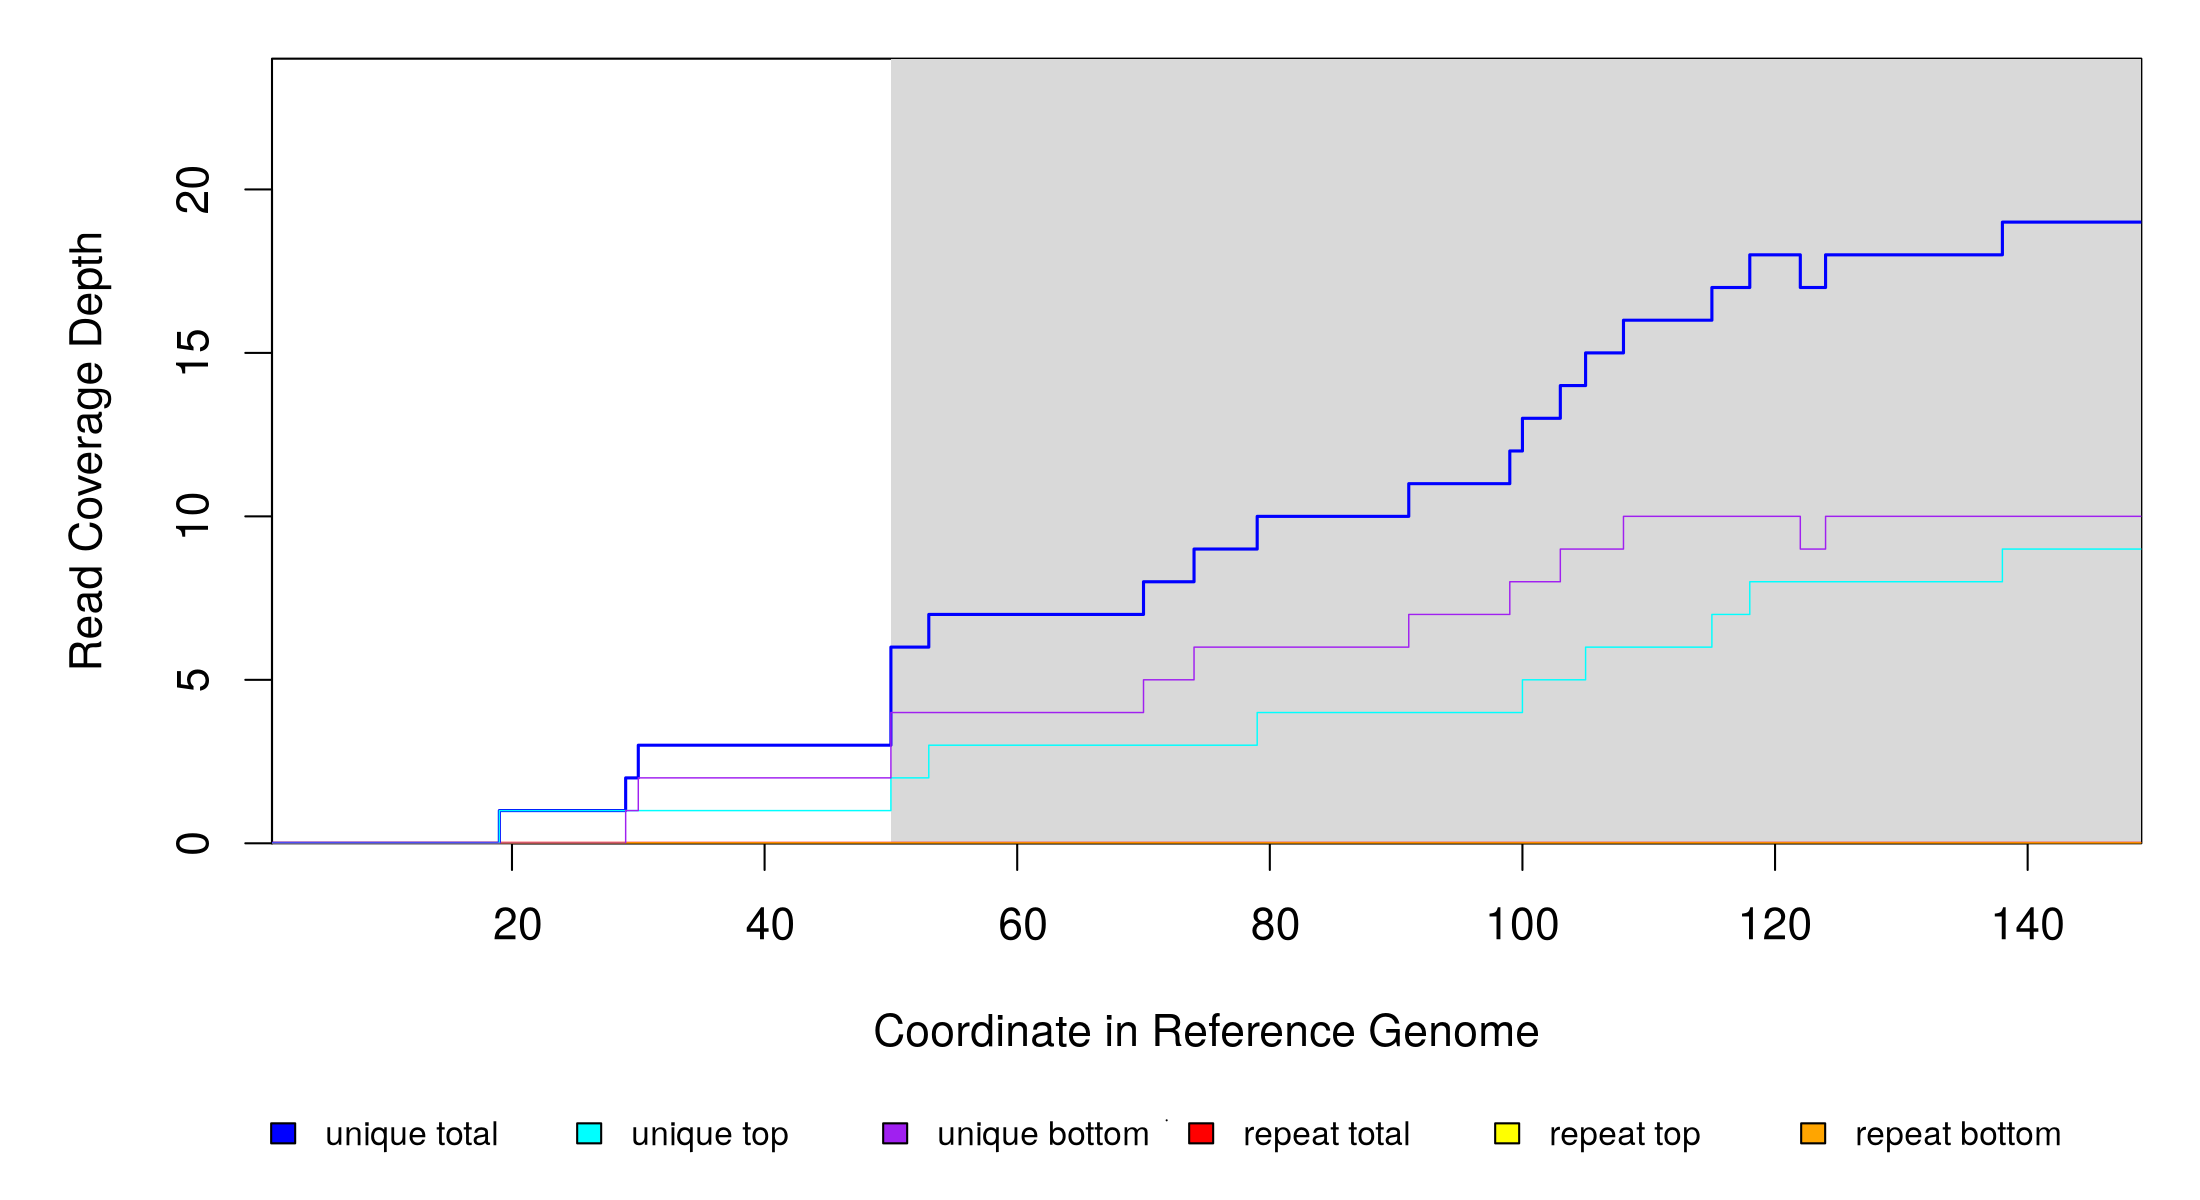 Read Coverage Depth
20
15
10
5
0
20 40 60 80 100 120 140
Coordinate in Reference Genome
unique total unique top unique bottom repeat total repeat top repeat bottom